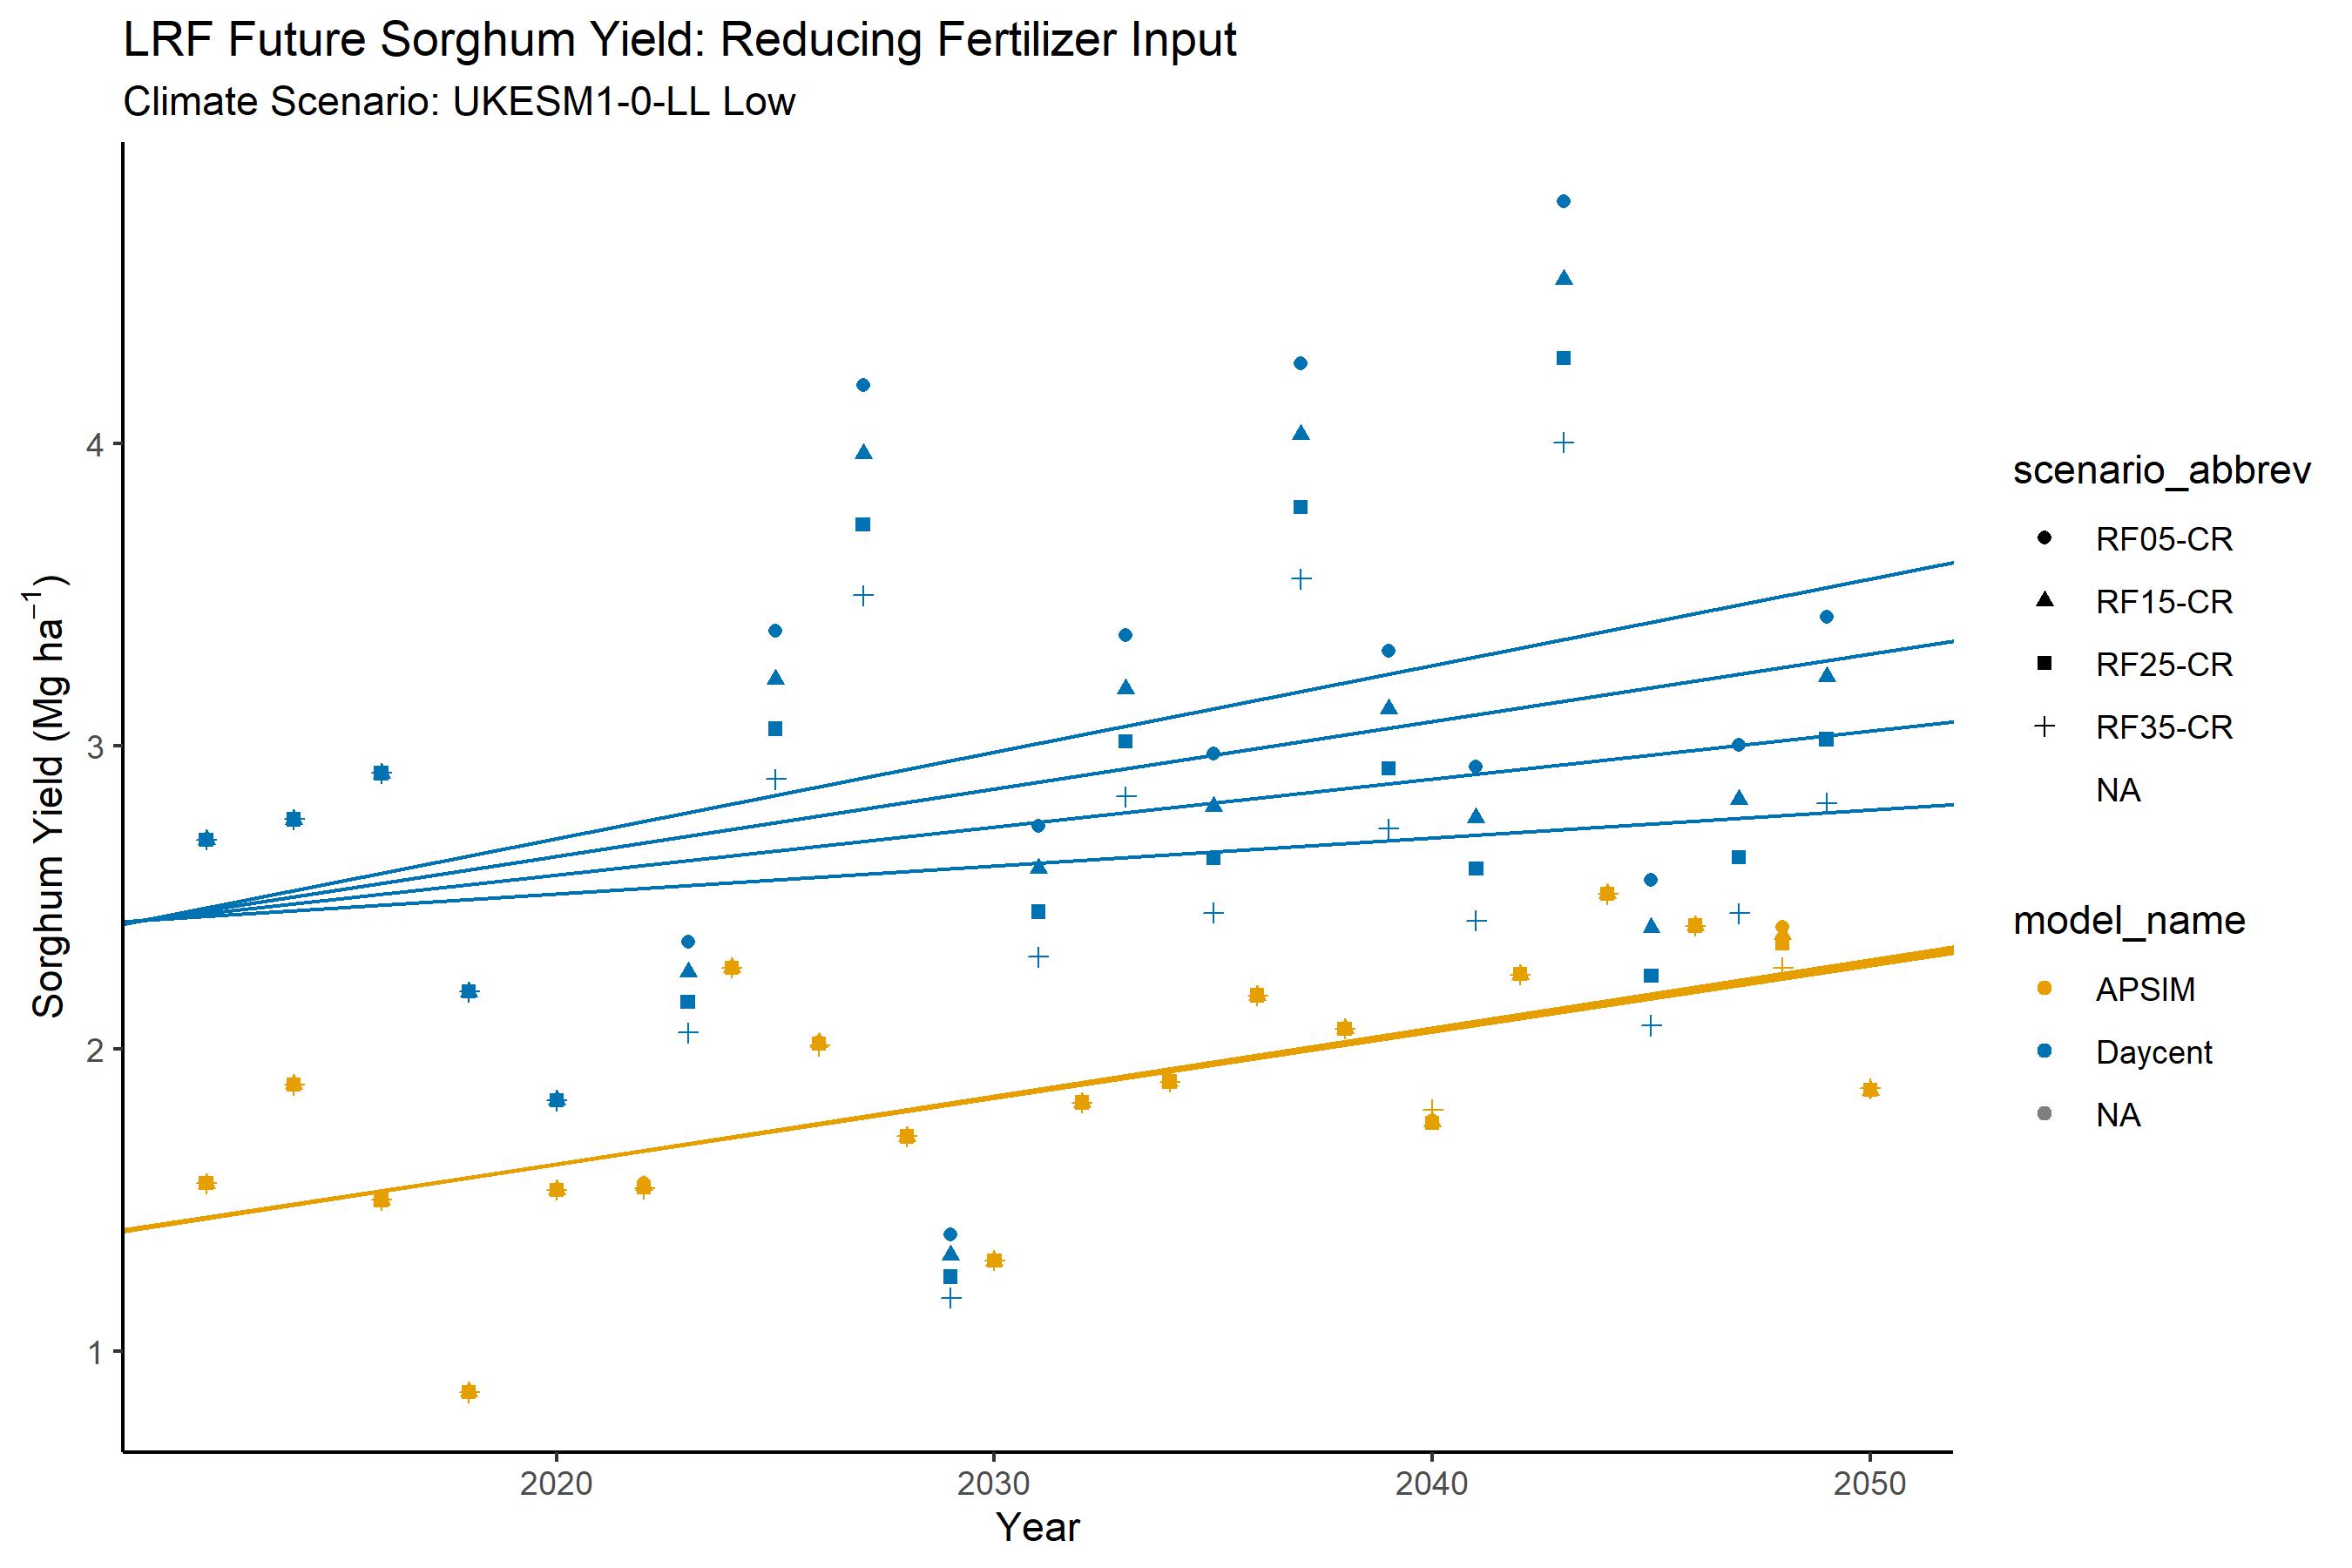 LRF Future Sorghum Yield: Reducing Fertilizer Input
Climate Scenario: UKESM1-0-LL Low
Sorghum Yield (Mg ha⁻¹)
4
3
2
1
2020
2030
2040
2050
Year
scenario_abbrev
RF05-CR
RF15-CR
RF25-CR
RF35-CR
NA
model_name
APSIM
Daycent
NA